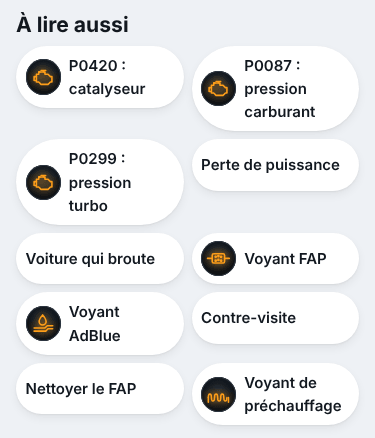 À lire aussi
P0420 :
catalyseur
P0087 :
pression
carburant
P0299 :
pression
turbo
Perte de puissance
Voiture qui broute
Voyant FAP
Voyant
AdBlue
Contre-visite
Nettoyer le FAP
Voyant de
préchauffage